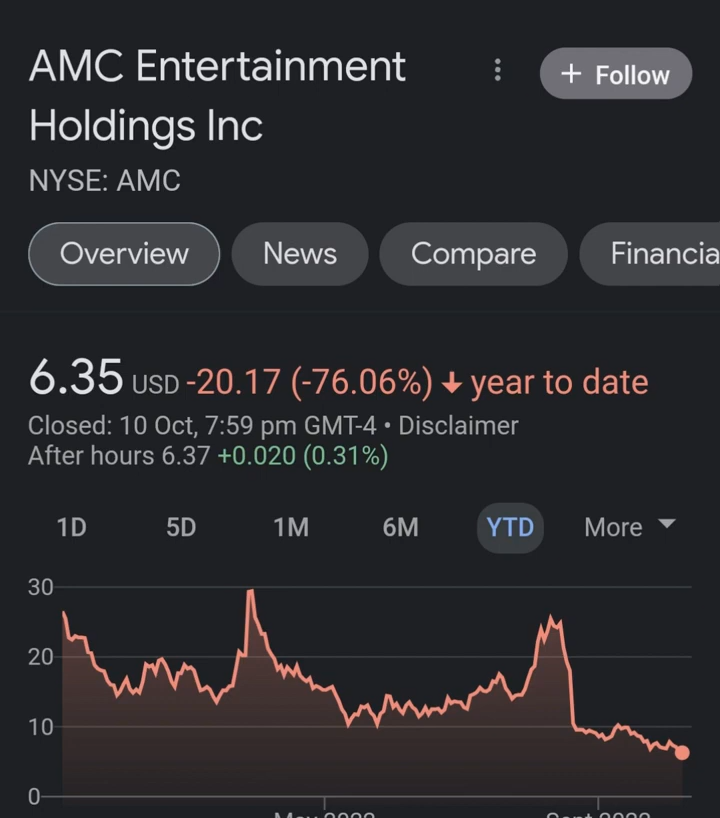 AMC Entertainment
Holdings Inc
+ Follow
NYSE: AMC
Overview News Compare Financia
6.35 USD -20.17 (-76.06%) ↓ year to date
Closed: 10 Oct, 7:59 pm GMT-4 • Disclaimer
After hours 6.37 +0.020 (0.31%)
1D 5D 1M 6M YTD More
30
20
10
0